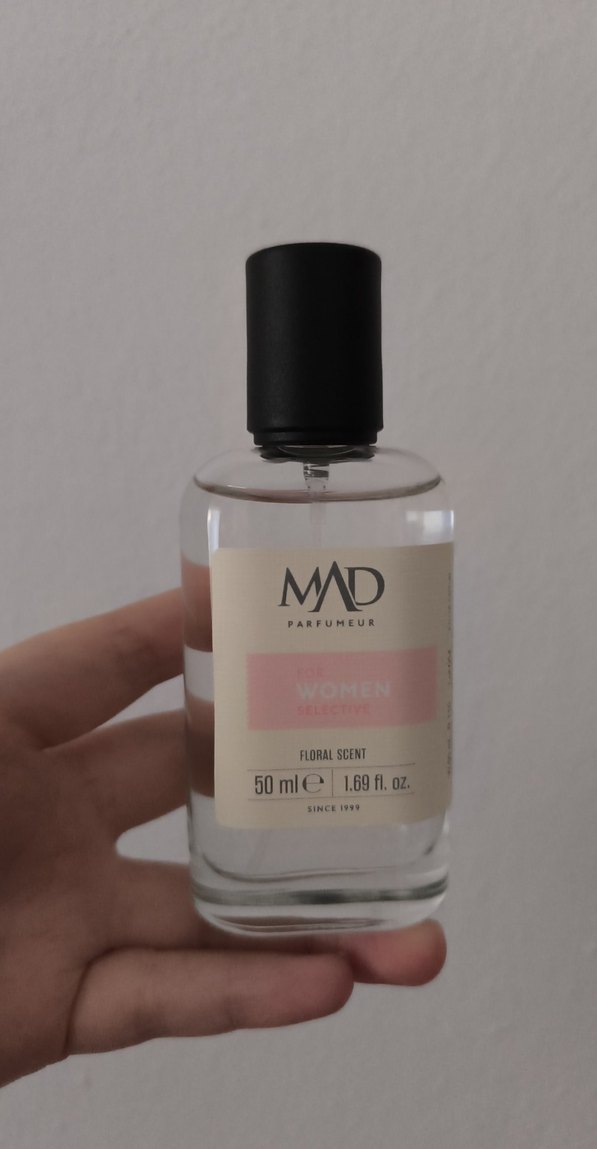 MAD
PARFUMEUR
FOR
WOMEN
SELECTIVE
FLORAL SCENT
50 ml ℮ 1.69 fl. oz.
SINCE 1999